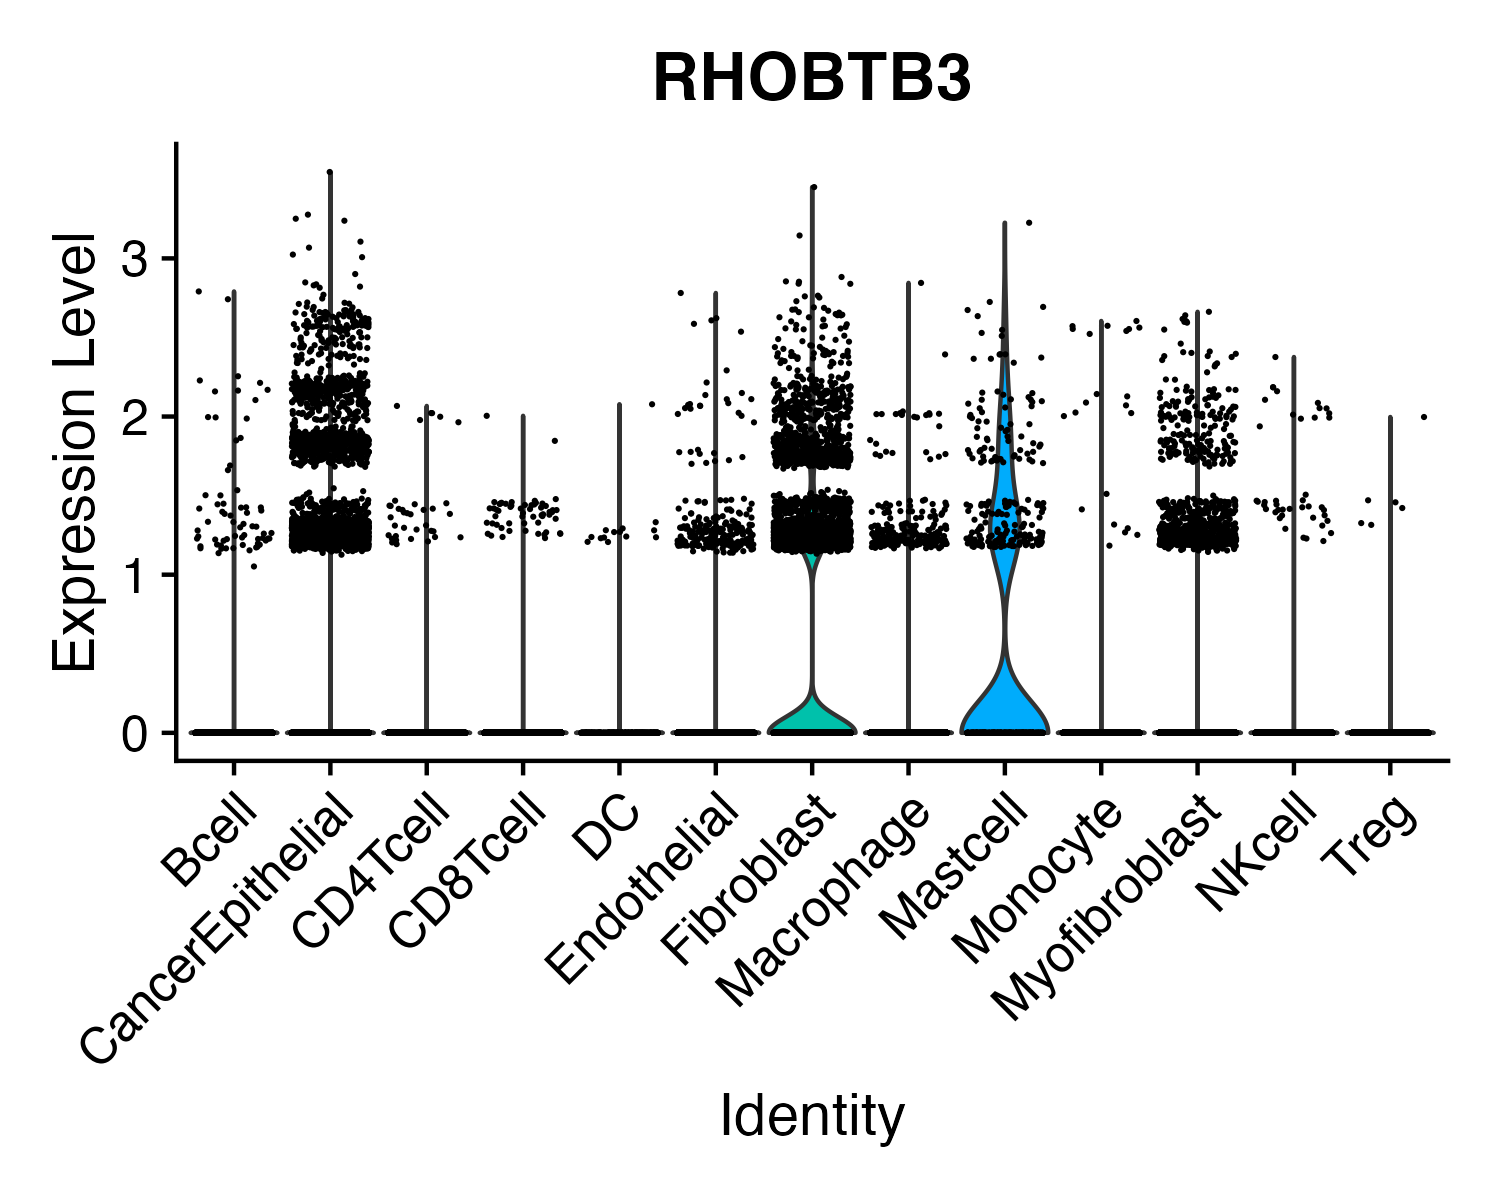 RHOBTB3
Expression Level
3
2
1
0
Bcell
CancerEpithelial
CD4Tcell
CD8Tcell
DC
Endothelial
Fibroblast
Macrophage
Mastcell
Monocyte
Myofibroblast
NKcell
Treg
Identity